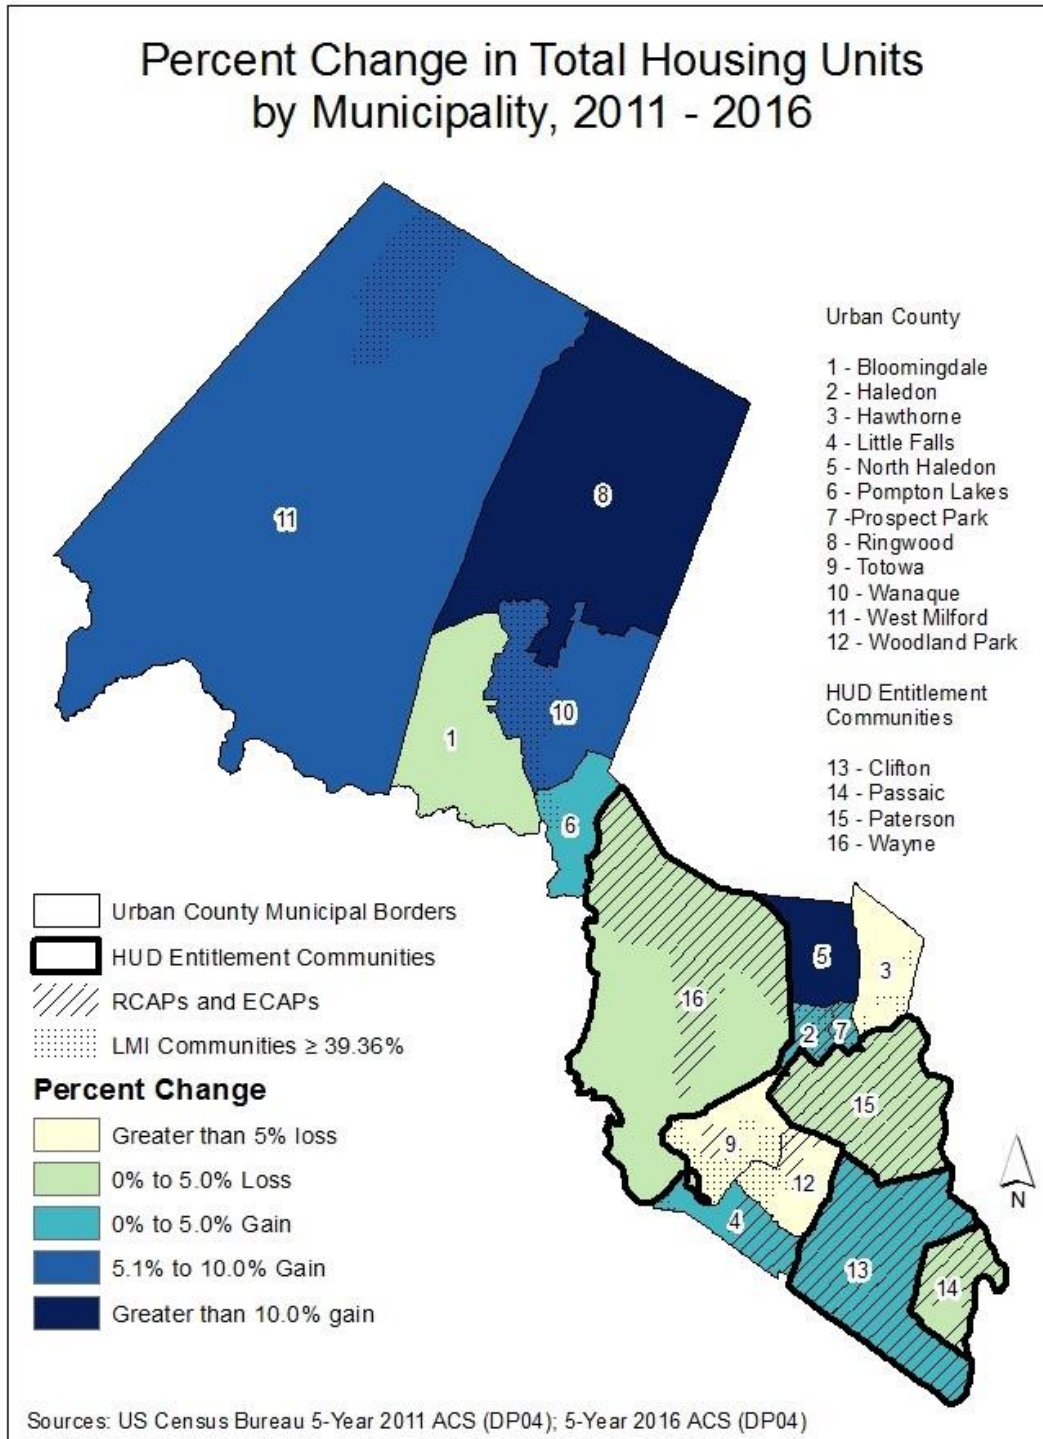 Percent Change in Total Housing Units
by Municipality, 2011 - 2016
Urban County
1 - Bloomingdale
2 - Haledon
3 - Hawthorne
4 - Little Falls
5 - North Haledon
6 - Pompton Lakes
7 -Prospect Park
8 - Ringwood
9 - Totowa
10 - Wanaque
11 - West Milford
12 - Woodland Park
HUD Entitlement
Communities
13 - Clifton
14 - Passaic
15 - Paterson
16 - Wayne
8
11
10
1
6
5
3
16
2
7
15
9
12
4
13
14
N
Urban County Municipal Borders
HUD Entitlement Communities
RCAPs and ECAPs
LMI Communities ≥ 39.36%
Percent Change
Greater than 5% loss
0% to 5.0% Loss
0% to 5.0% Gain
5.1% to 10.0% Gain
Greater than 10.0% gain
Sources: US Census Bureau 5-Year 2011 ACS (DP04); 5-Year 2016 ACS (DP04)